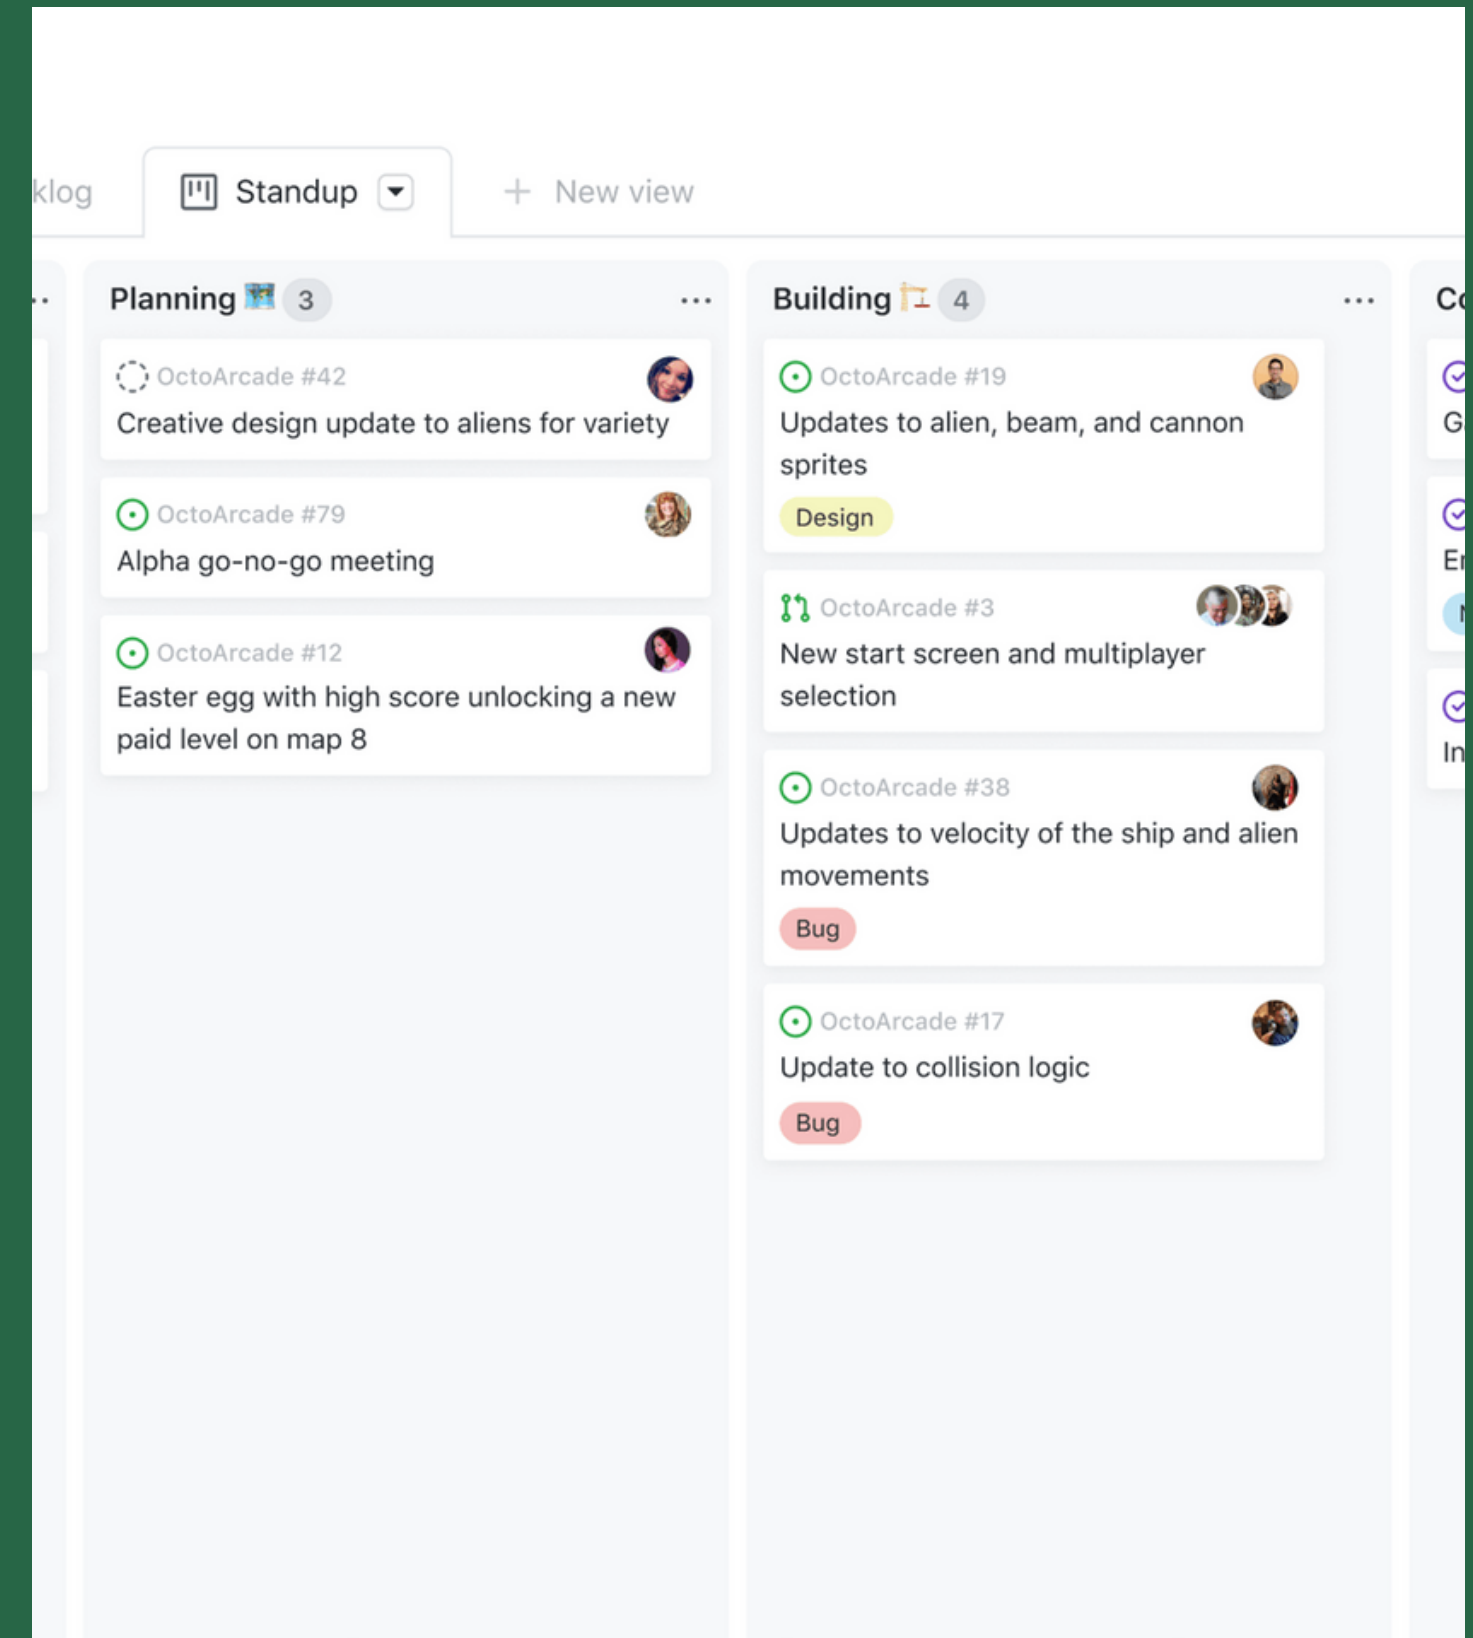 klog
Standup
+ New view
Planning 3
OctoArcade #42
Creative design update to aliens for variety
OctoArcade #79
Alpha go-no-go meeting
OctoArcade #12
Easter egg with high score unlocking a new
paid level on map 8
Building 4
OctoArcade #19
Updates to alien, beam, and cannon
sprites
Design
OctoArcade #3
New start screen and multiplayer
selection
OctoArcade #38
Updates to velocity of the ship and alien
movements
Bug
OctoArcade #17
Update to collision logic
Bug
In